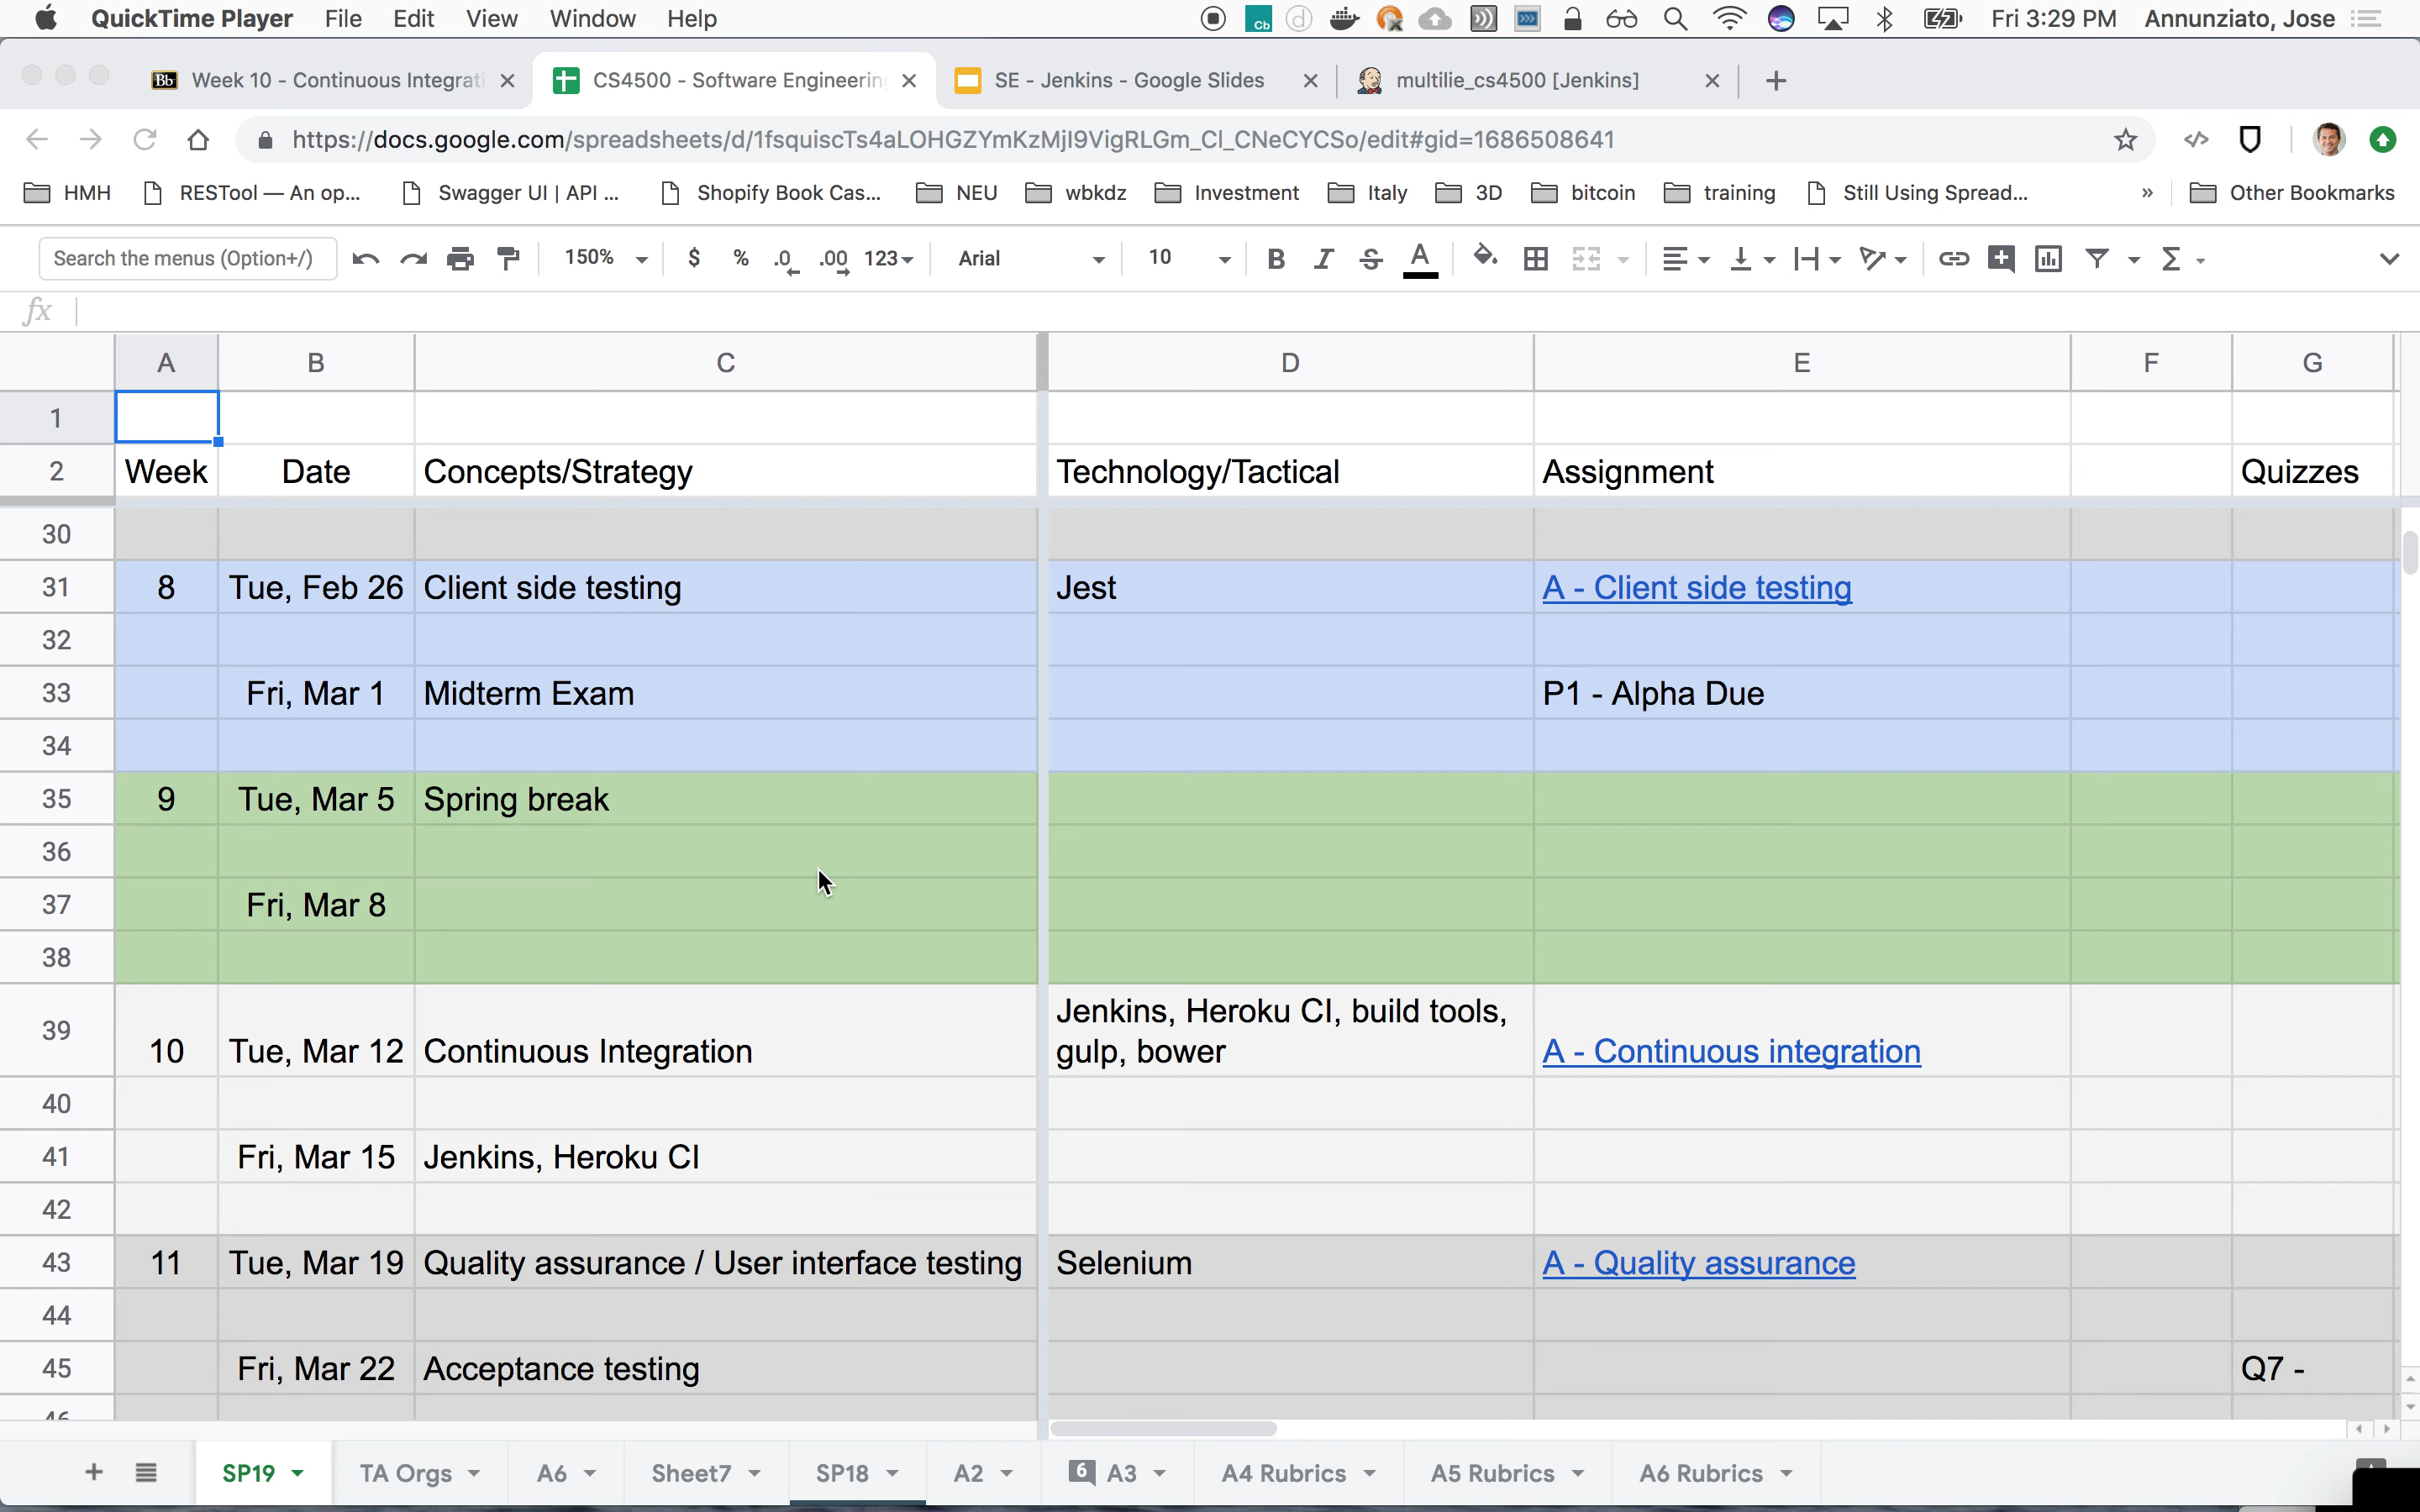 QuickTime Player File Edit View Window Help Cb Fri 3:29 PM Annunziato, Jose
Bb Week 10 - Continuous Integrati CS4500 - Software Engineerin SE - Jenkins - Google Slides multilie_cs4500 [Jenkins]
https://docs.google.com/spreadsheets/d/1fsquiscTs4aLOHGZYmKzMjI9VigRLGm_CI_CNeCYCSo/edit#gid=1686508641
HMH RESTool — An op... Swagger UI | API ... Shopify Book Cas... NEU wbkdz Investment Italy 3D bitcoin training Still Using Spread... » Other Bookmarks
Search the menus (Option+/) 150% $ % .0 .00 123 Arial 10 B I S A Σ
fx
A B C D E F G
1
2 Week Date Concepts/Strategy Technology/Tactical Assignment Quizzes
30
31 8 Tue, Feb 26 Client side testing Jest A - Client side testing
32
33 Fri, Mar 1 Midterm Exam P1 - Alpha Due
34
35 9 Tue, Mar 5 Spring break
36
37 Fri, Mar 8
38
39 10 Tue, Mar 12 Continuous Integration Jenkins, Heroku CI, build tools,
gulp, bower A - Continuous integration
40
41 Fri, Mar 15 Jenkins, Heroku CI
42
43 11 Tue, Mar 19 Quality assurance / User interface testing Selenium A - Quality assurance
44
45 Fri, Mar 22 Acceptance testing Q7 -
46
SP19 TA Orgs A6 Sheet7 SP18 A2 6 A3 A4 Rubrics A5 Rubrics A6 Rubrics